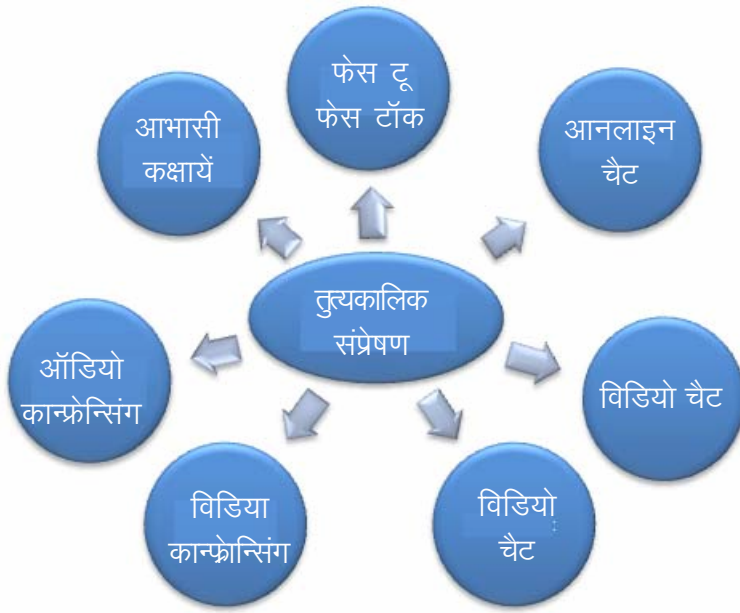 फेस टू
फेस टॉक
आभासी
कक्षायें
आनलाइन
चैट
तुत्यकालिक
संप्रेषण
ऑडियो
कान्फ्रेन्सिंग
विडियो चैट
विडिया
कान्फ्रेान्सिंग
विडियो
चैट